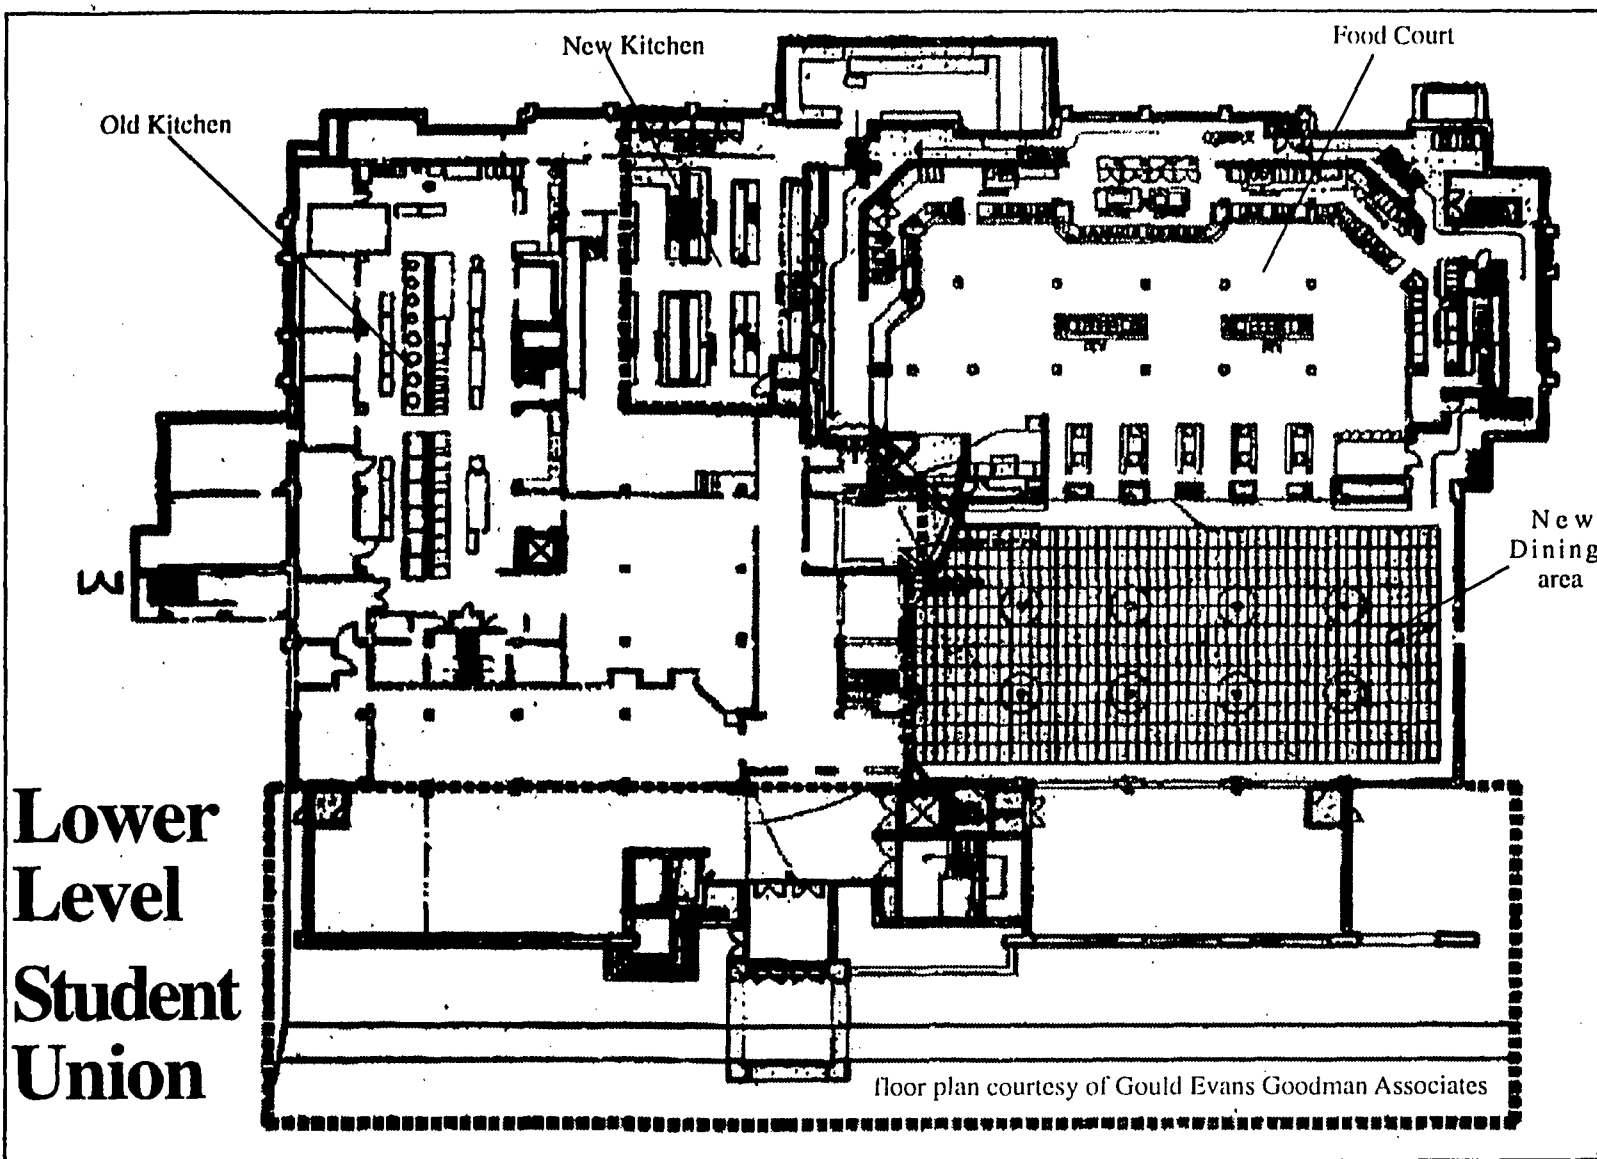 New Kitchen
Food Court
Old Kitchen
New
Dining
area
Lower
Level
Student
Union
floor plan courtesy of Gould Evans Goodman Associates